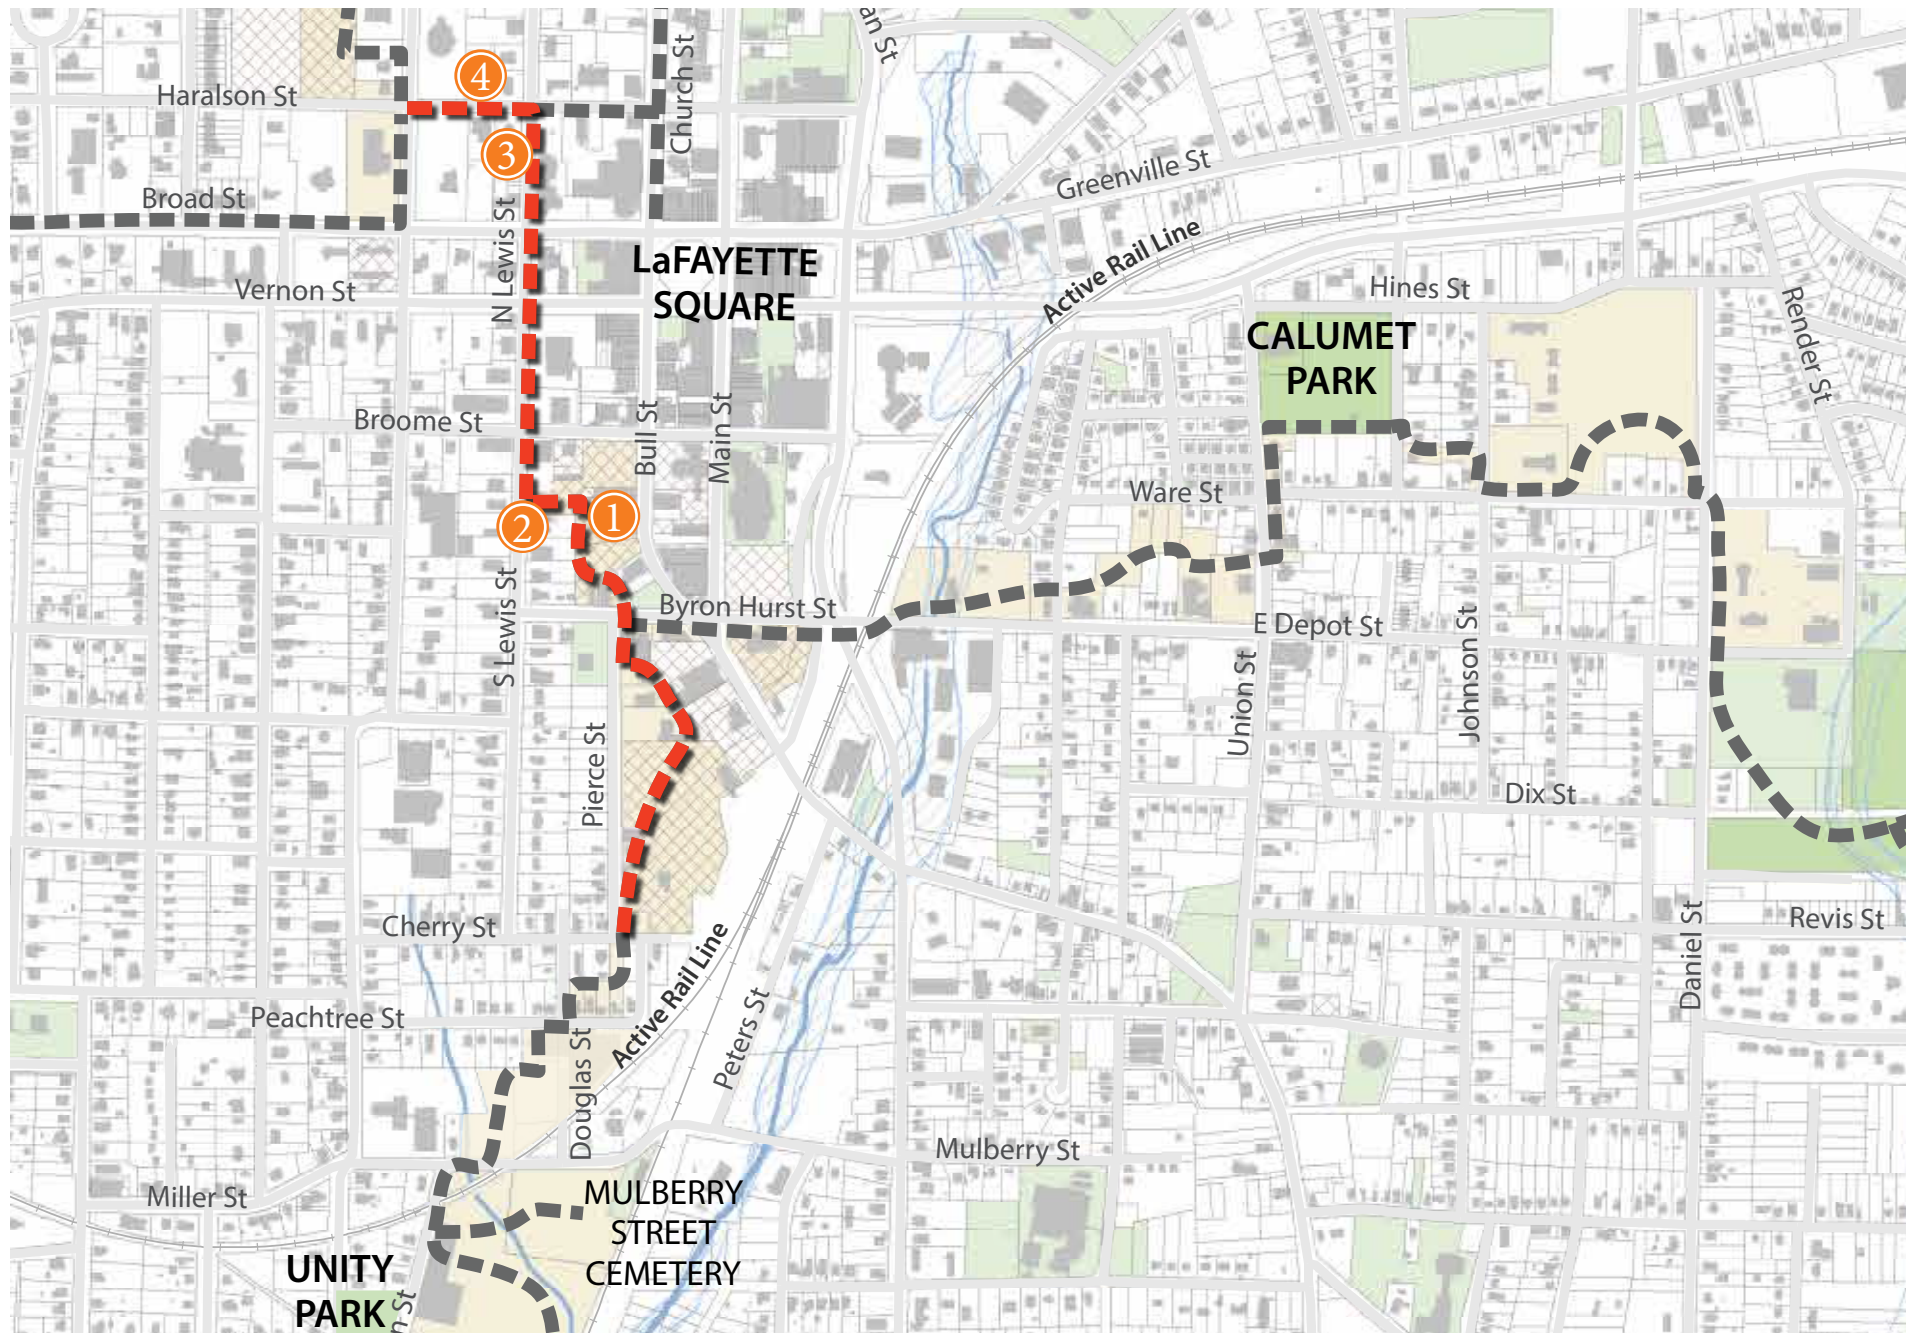 an St
4
Haralson St
Church St
3
Greenville St
Broad St
N Lewis St
LaFAYETTE
SQUARE
Active Rail Line
Vernon St
Hines St
Render St
CALUMET
PARK
Broome St
Bull St
Main St
Ware St
1
2
S Lewis St
Byron Hurst St
E Depot St
Union St
Johnson St
Pierce St
Dix St
Cherry St
Revis St
Daniel St
Active Rail Line
Peachtree St
Douglas St
Peters St
Mulberry St
Miller St
MULBERRY
STREET
CEMETERY
UNITY
PARK
n St